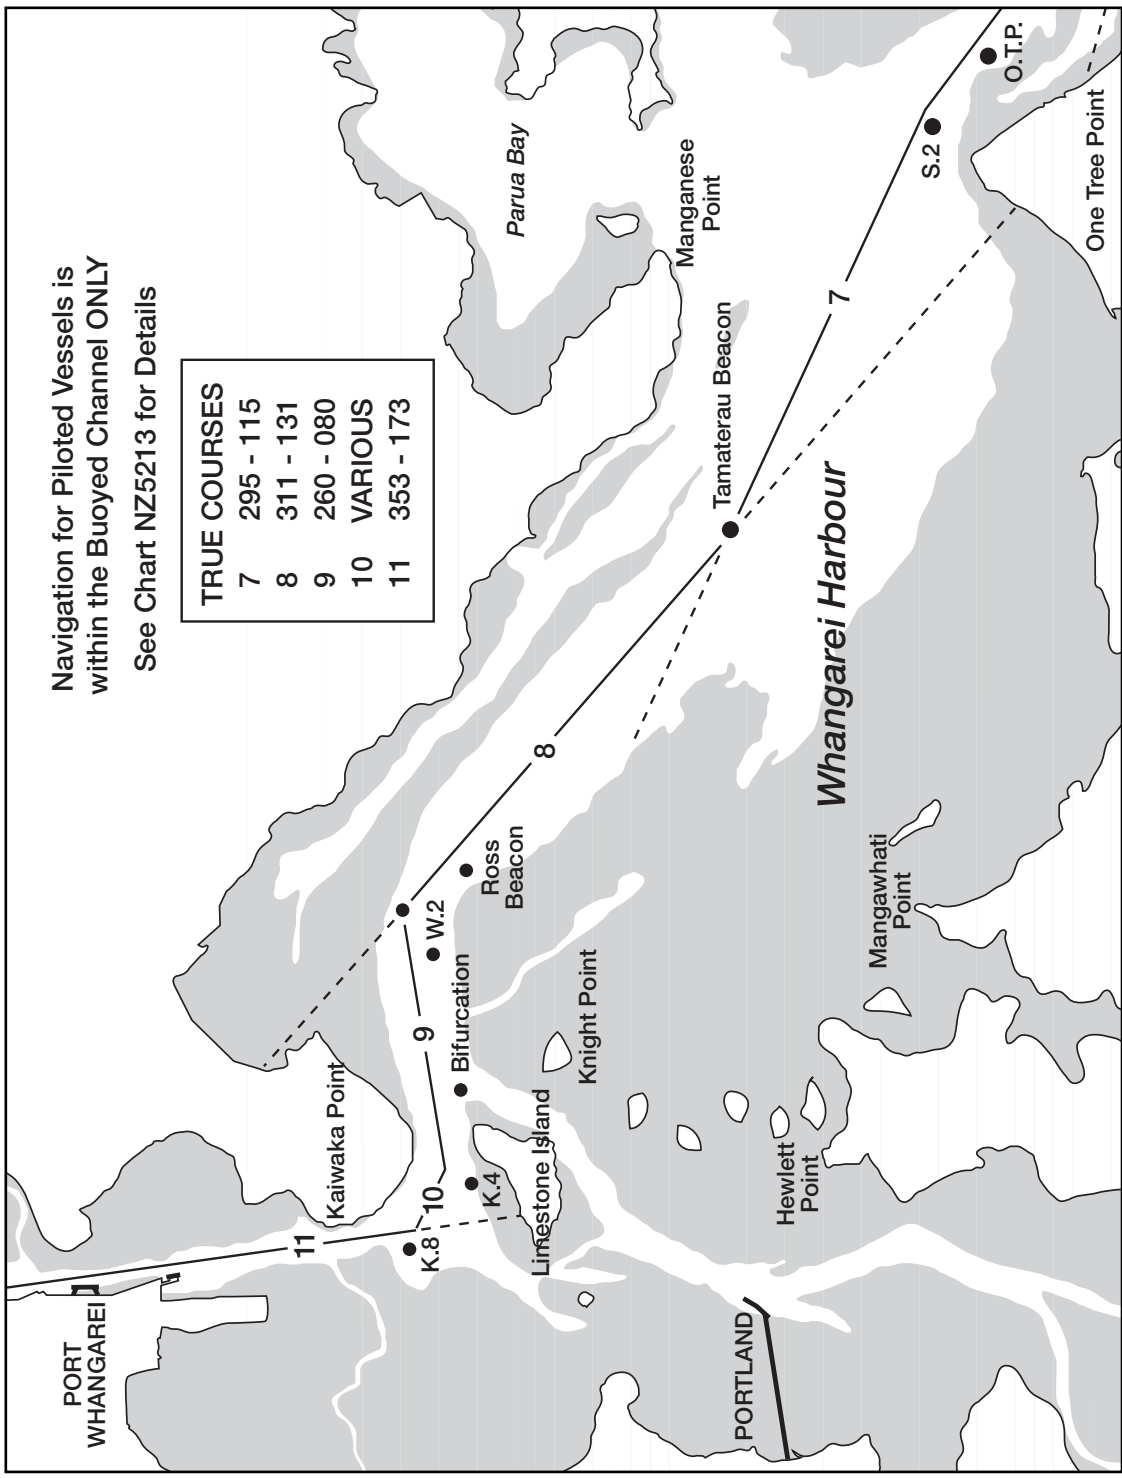 Navigation for Piloted Vessels is
within the Buoyed Channel ONLY
See Chart NZ5213 for Details
TRUE COURSES
7 295 - 115
8 311 - 131
9 260 - 080
10 VARIOUS
11 353 - 173
PORT
WHANGAREI
11
Kaiwaka Point
10
K.8
K.4
9
Bifurcation
W.2
Ross
Beacon
8
Limestone Island
Knight Point
Parua Bay
Manganese
Point
Tamaterau Beacon
7
Whangarei Harbour
PORTLAND
Hewlett
Point
Mangawhati
Point
S.2
O.T.P.
One Tree Point